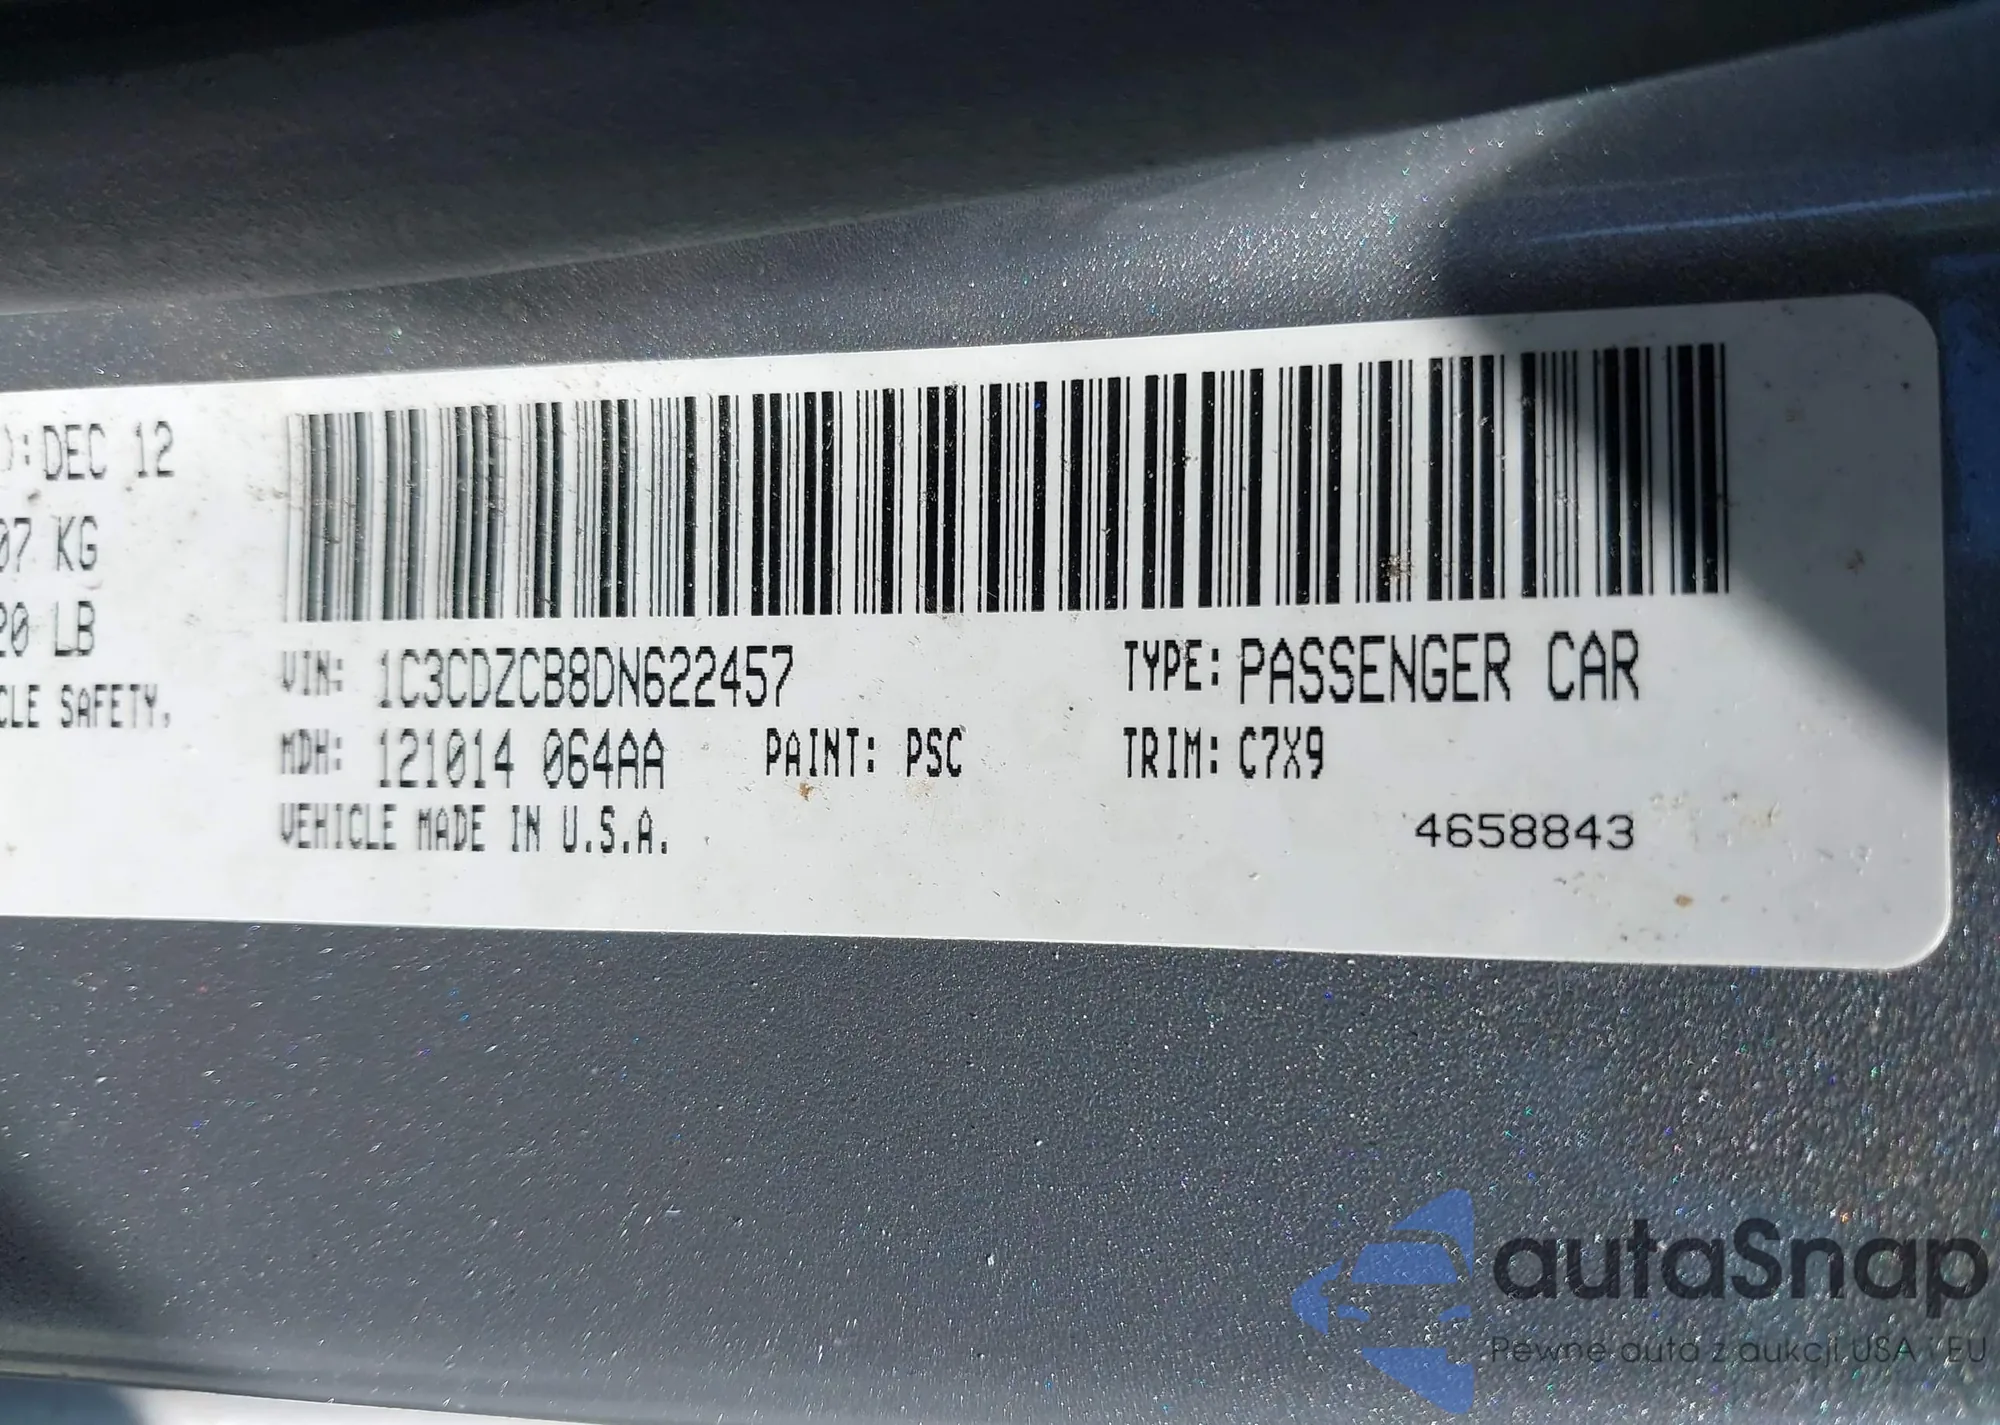 ): DEC 12
07 KG
20 LB
CLE SAFETY,
VIN: 1C3CDZCB8DN622457
TYPE: PASSENGER CAR
MDH: 121014 064AA PAINT: PSC
TRIM: C7X9
VEHICLE MADE IN U.S.A.
4658843
autaSnap
Pewne auta z aukcji USA i EU